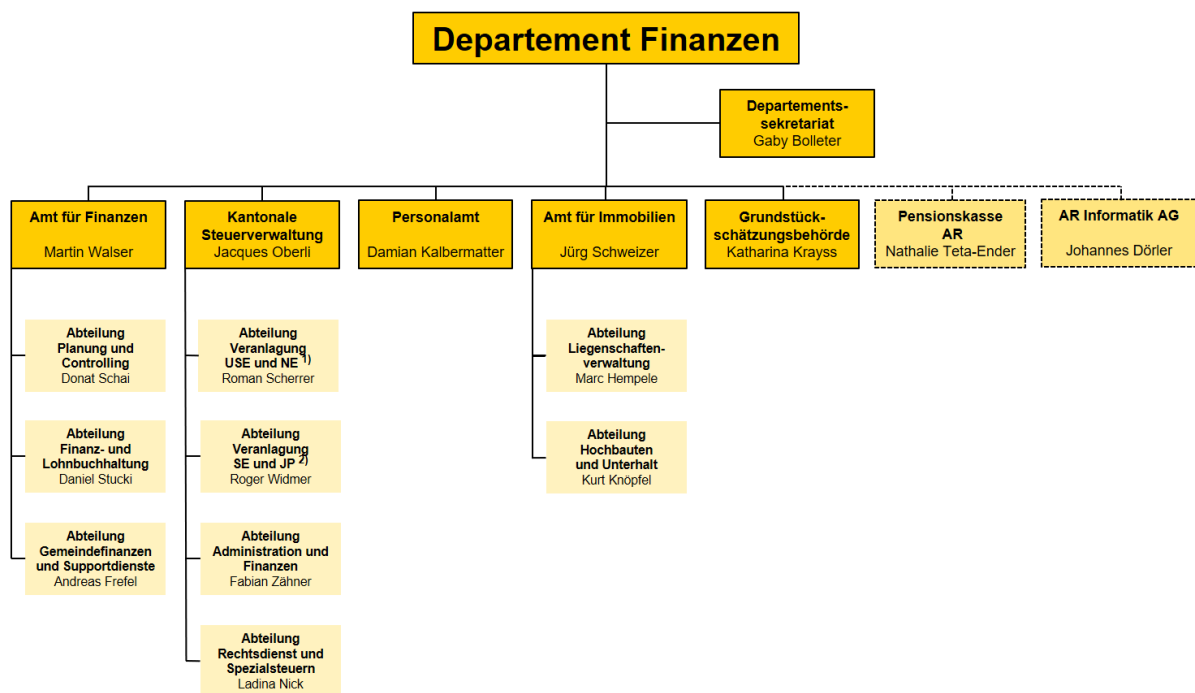 Departement Finanzen
Departements-
sekretariat
Gaby Bolleter
Amt für Finanzen
Martin Walser
Kantonale
Steuerverwaltung
Jacques Oberli
Personalamt
Damian Kalbermatter
Amt für Immobilien
Jürg Schweizer
Grundstück-
schätzungsbehörde
Katharina Krayss
Pensionskasse
AR
Nathalie Teta-Ender
AR Informatik AG
Johannes Dörler
Abteilung
Planung und
Controlling
Donat Schai
Abteilung
Veranlagung
USE und NE 1)
Roman Scherrer
Abteilung
Liegenschaften-
verwaltung
Marc Hempele
Abteilung
Finanz- und
Lohnbuchhaltung
Daniel Stucki
Abteilung
Veranlagung
SE und JP 2)
Roger Widmer
Abteilung
Hochbauten
und Unterhalt
Kurt Knöpfel
Abteilung
Gemeindefinanzen
und Supportdienste
Andreas Frefel
Abteilung
Administration und
Finanzen
Fabian Zähner
Abteilung
Rechtsdienst und
Spezialsteuern
Ladina Nick